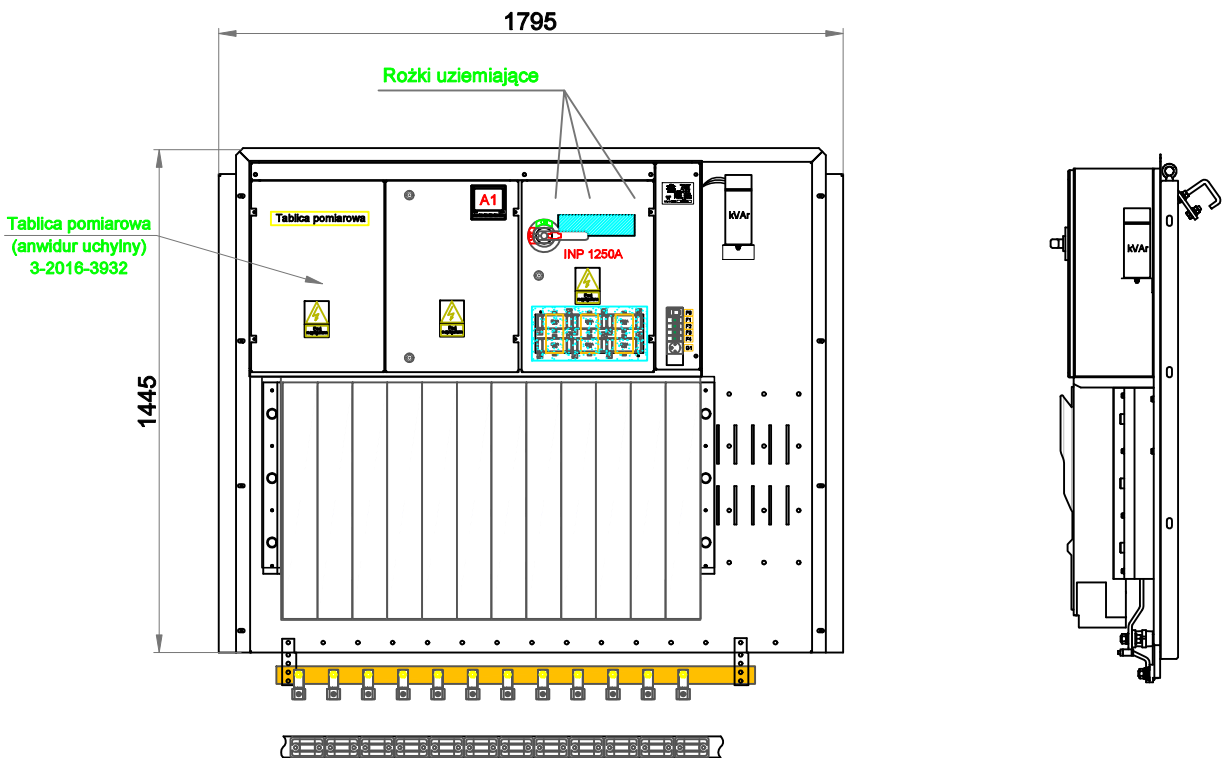 1795
Rożki uziemiające
Tablica pomiarowa
(anwidur uchylny)
3-2016-3932
Tablica pomiarowa
A1
INP 1250A
kVAr
kVAr
1445